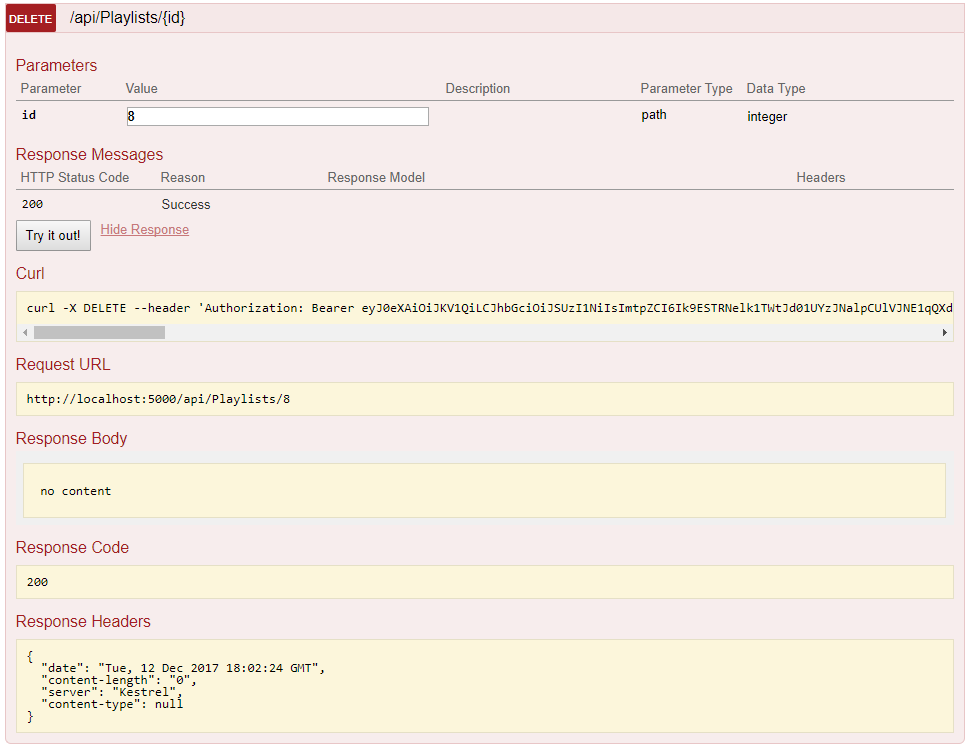 DELETE /api/Playlists/{id}
Parameters
Parameter Value Description Parameter Type Data Type
id 8 path integer
Response Messages
HTTP Status Code Reason Response Model Headers
200 Success
Try it out! Hide Response
Curl
curl -X DELETE --header 'Authorization: Bearer eyJ0eXAiOiJKV1QiLCJhbGciOiJSUzI1NiIsImtpZCI6Ik9ESTRNelk1TWtJd01UYzJNalpCUlVJNE1qQXd
Request URL
http://localhost:5000/api/Playlists/8
Response Body
no content
Response Code
200
Response Headers
{
"date": "Tue, 12 Dec 2017 18:02:24 GMT",
"content-length": "0",
"server": "Kestrel",
"content-type": null
}